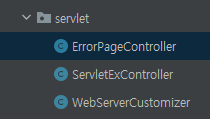 servlet
ErrorPageController
ServletExController
WebServerCustomizer